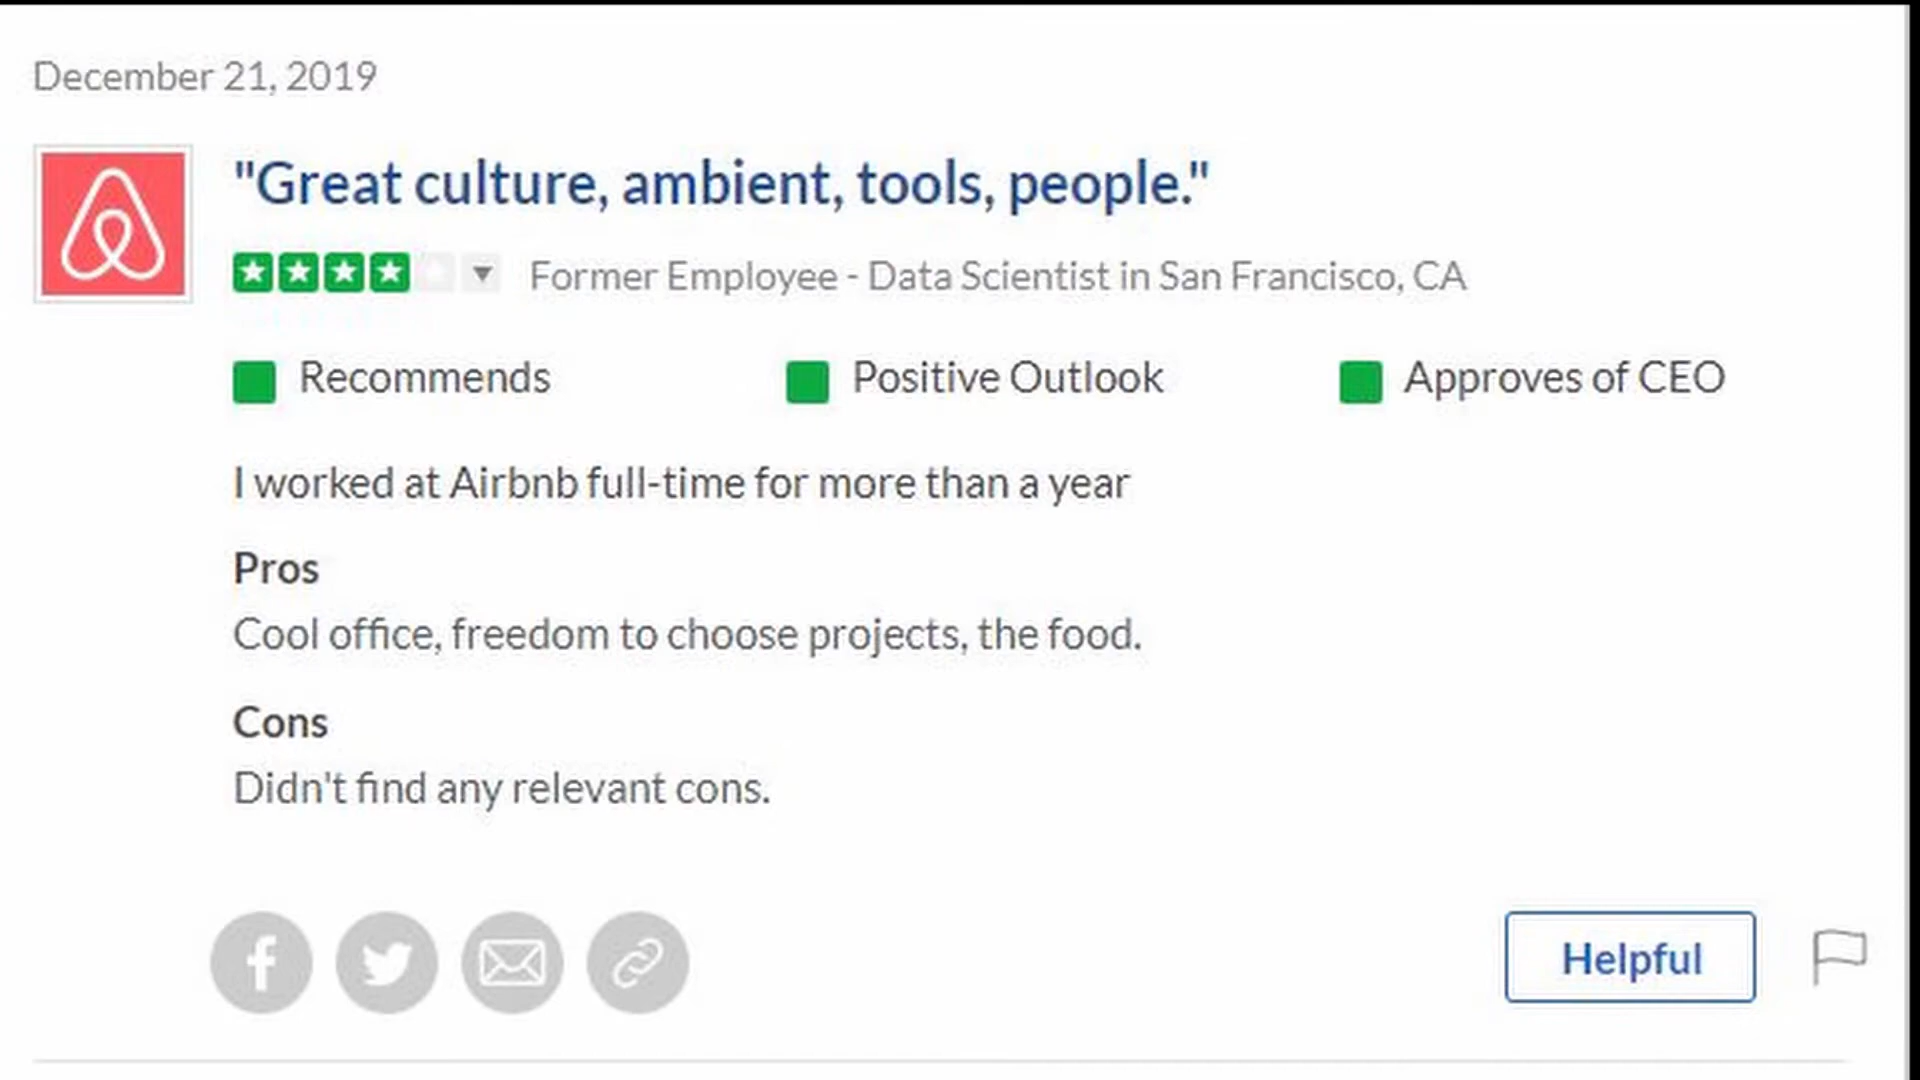 December 21, 2019
"Great culture, ambient, tools, people."
Former Employee - Data Scientist in San Francisco, CA
Recommends Positive Outlook Approves of CEO
I worked at Airbnb full-time for more than a year
Pros
Cool office, freedom to choose projects, the food.
Cons
Didn't find any relevant cons.
Helpful